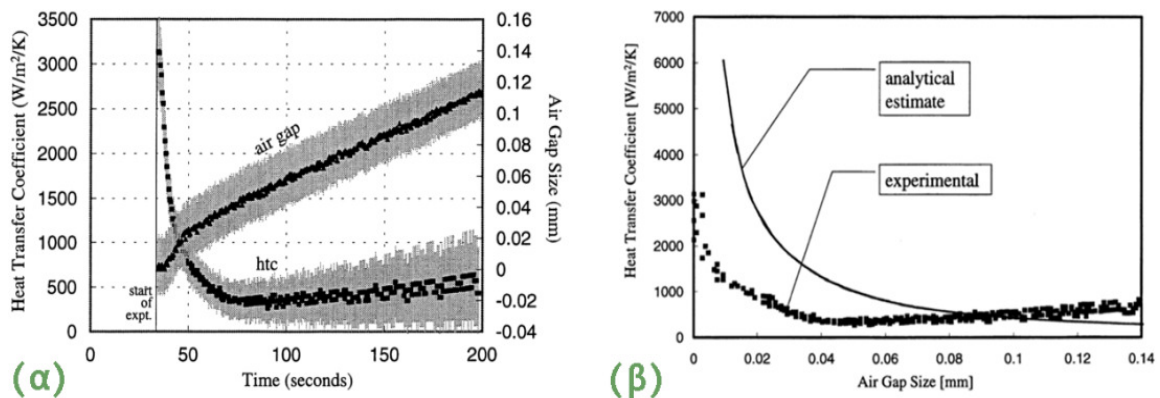 Heat Transfer Coefficient (W/m²/K)
3500
3000
2500
2000
1500
1000
500
0
air gap
htc
start
of
expt.
0.16
0.14
0.12
0.1
0.08
0.06
0.04
0.02
0
-0.02
-0.04
Air Gap Size (mm)
0 50 100 150 200
Time (seconds)
(α)
Heat Transfer Coefficient [W/m²/K]
7000
6000
5000
4000
3000
2000
1000
0
analytical
estimate
experimental
0 0.02 0.04 0.06 0.08 0.1 0.12 0.14
Air Gap Size [mm]
(β)